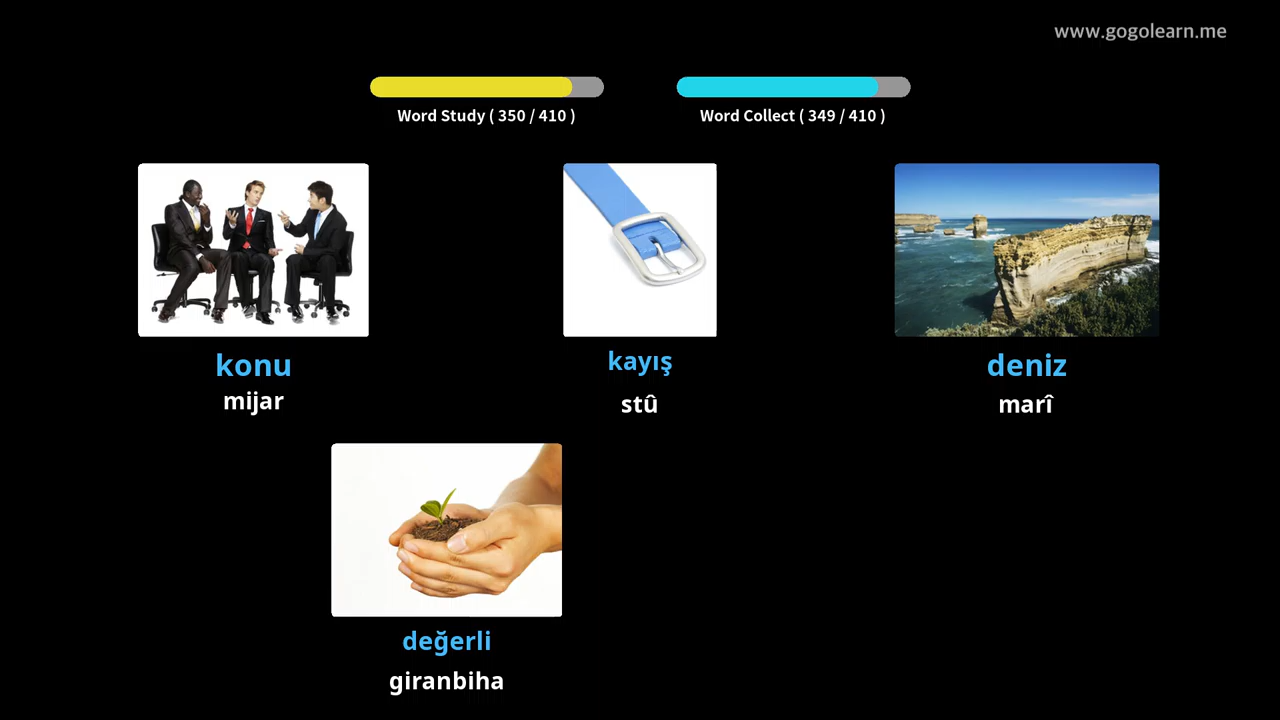 www.gogolearn.me
Word Study ( 350 / 410 )
Word Collect ( 349 / 410 )
konu
mijar
kayış
stû
deniz
marî
değerli
giranbiha